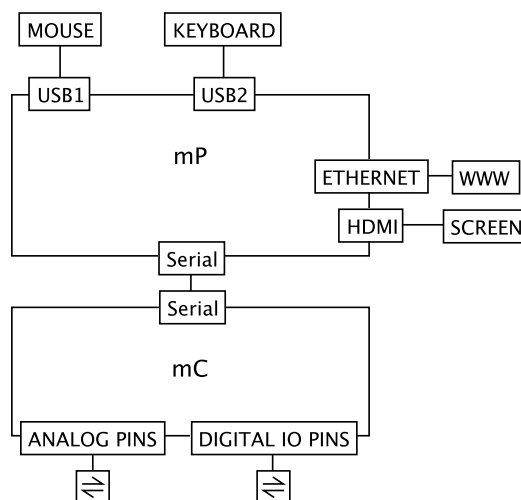 MOUSE
KEYBOARD
USB1
USB2
mP
ETHERNET
WWW
HDMI
SCREEN
Serial
Serial
mC
ANALOG PINS
DIGITAL IO PINS